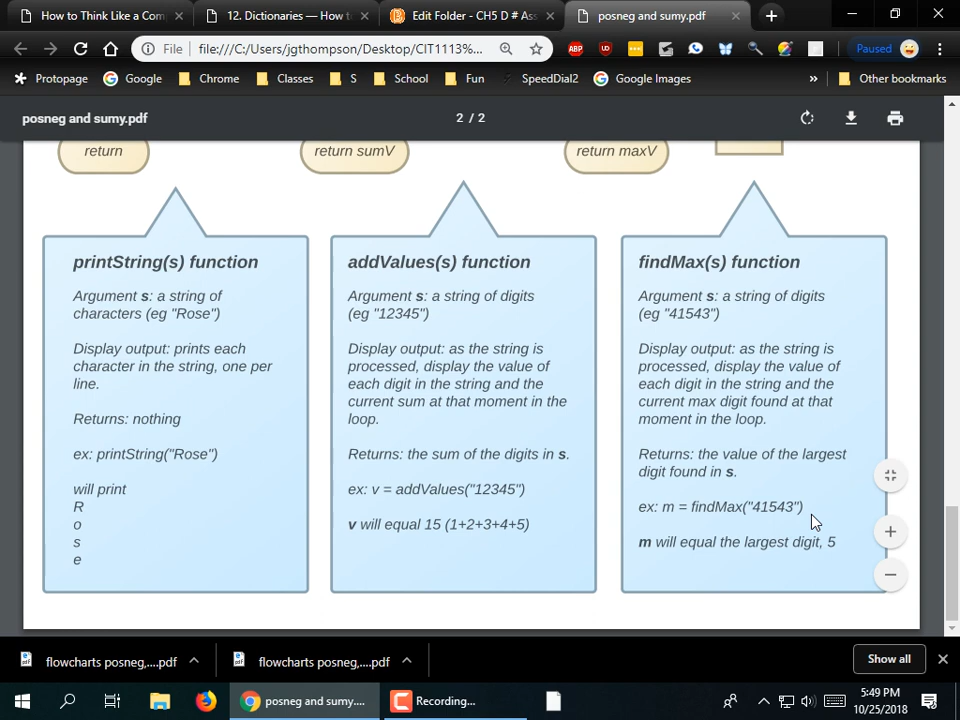 How to Think Like a Com
12. Dictionaries — How to
Edit Folder - CH5 D # Ass
posneg and sumy.pdf
File
file:///C:/Users/jgthompson/Desktop/CIT1113%...
ABP
Paused
Protopage
Google
Chrome
Classes
S
School
Fun
SpeedDial2
Google Images
»
Other bookmarks
posneg and sumy.pdf
2 / 2
return
return sumV
return maxV
printString(s) function
Argument s: a string of
characters (eg "Rose")
Display output: prints each
character in the string, one per
line.
Returns: nothing
ex: printString("Rose")
will print
R
o
s
e
addValues(s) function
Argument s: a string of digits
(eg "12345")
Display output: as the string is
processed, display the value of
each digit in the string and the
current sum at that moment in the
loop.
Returns: the sum of the digits in s.
ex: v = addValues("12345")
v will equal 15 (1+2+3+4+5)
findMax(s) function
Argument s: a string of digits
(eg "41543")
Display output: as the string is
processed, display the value of
each digit in the string and the
current max digit found at that
moment in the loop.
Returns: the value of the largest
digit found in s.
ex: m = findMax("41543")
m will equal the largest digit, 5
flowcharts posneg,....pdf
flowcharts posneg,....pdf
Show all
posneg and sumy....
Recording...
5:49 PM
10/25/2018